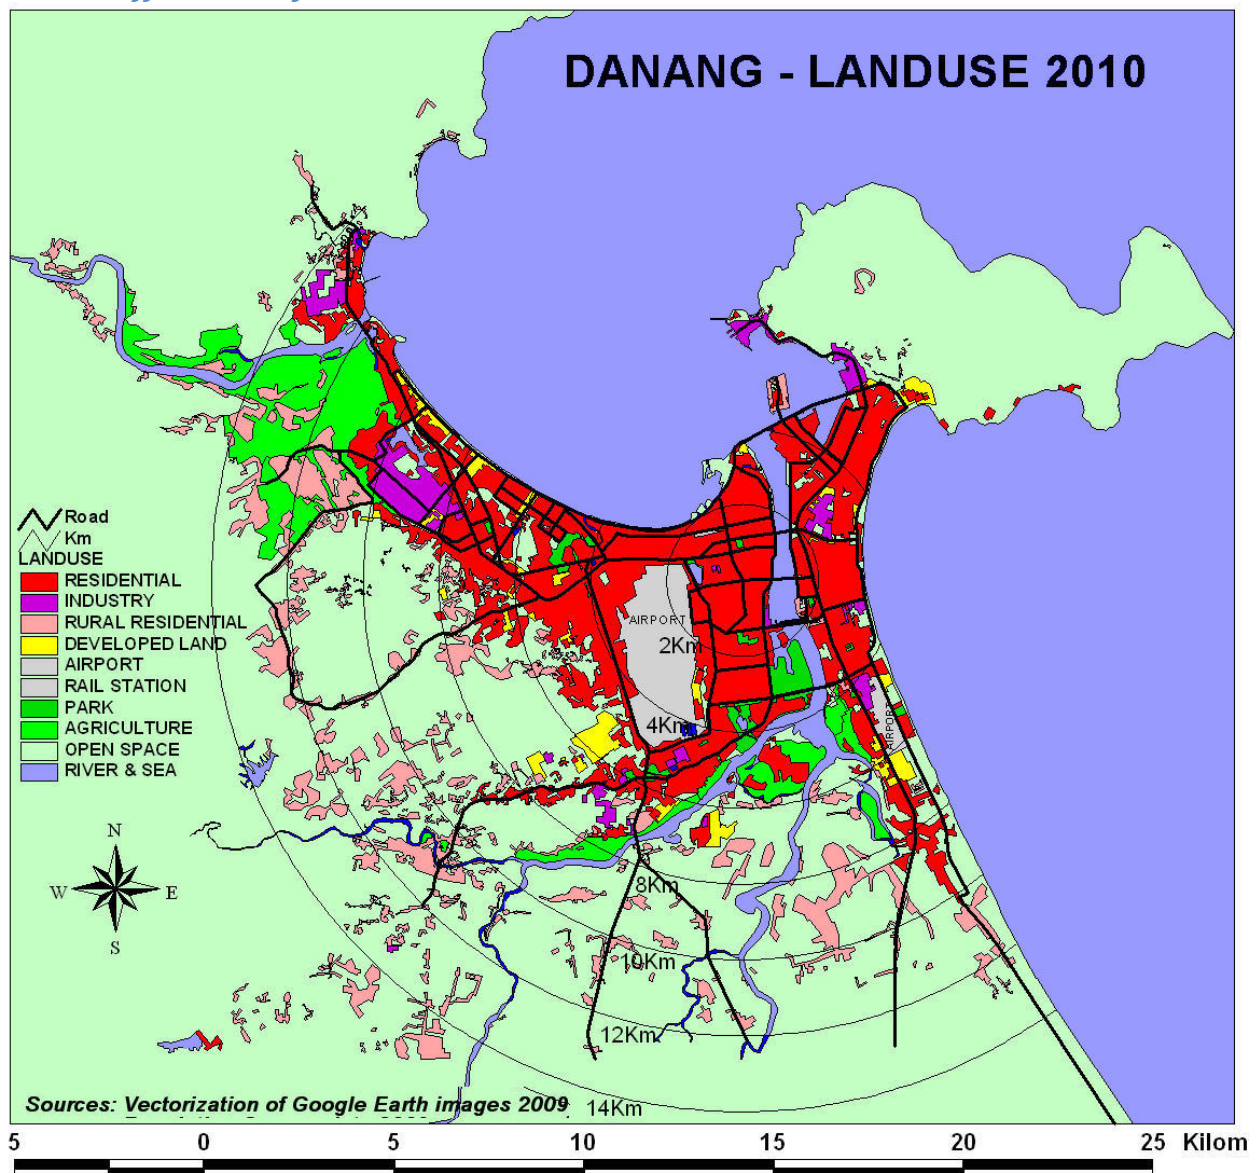 DANANG - LANDUSE 2010
Road
Km
LANDUSE
RESIDENTIAL
INDUSTRY
RURAL RESIDENTIAL
DEVELOPED LAND
AIRPORT
RAIL STATION
PARK
AGRICULTURE
OPEN SPACE
RIVER & SEA
AIRPORT
2Km
4Km
AIRPORT
8Km
10Km
12Km
14Km
N
W E
S
Sources: Vectorization of Google Earth images 2009
5 0 5 10 15 20 25 Kilom